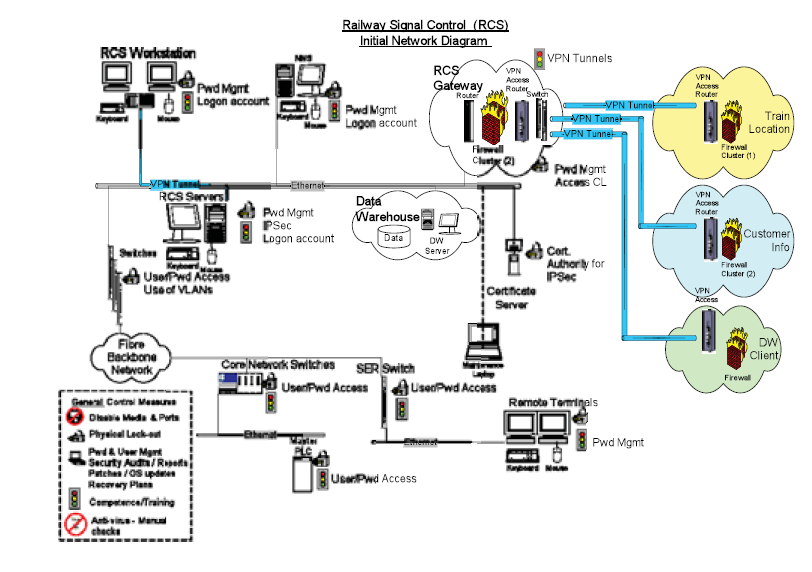 Railway Signal Control (RCS)
Initial Network Diagram
RCS Workstation
Pwd Mgmt
Logon account
Keyboard
Mouse
NMS
Pwd Mgmt
Logon account
Keyboard
Mouse
VPN Tunnels
RCS
Gateway
Router
VPN
Access
Router
Switch
Firewall
Cluster (2)
Pwd Mgmt
Access CL
VPN Tunnel
VPN Tunnel
VPN Tunnel
VPN
Access
Router
Train
Location
Firewall
Cluster (1)
VPN
Access
Router
Customer
Info
Firewall
Cluster (2)
VPN
Access
DW
Client
Firewall
VPN Tunnel
Ethernet
RCS Servers
Pwd Mgmt
IPSec
Logon account
Keyboard
Mouse
Data
Warehouse
Data
DW
Server
Cert.
Authority for
IPSec
Certificate
Server
Maintenance
Laptop
Switches
User/Pwd Access
Use of VLANs
Fibre
Backbone
Network
Core Network Switches
User/Pwd Access
SER Switch
User/Pwd Access
Ethernet
Master
PLC
User/Pwd Access
Ethernet
Remote Terminals
Pwd Mgmt
Keyboard
Mouse
General Control Measures
Disable Media & Ports
Physical Lock-out
Pwd & User Mgmt
Security Audits / Reports
Patches / OS updates
Recovery Plans
Competence/Training
Anti-virus - Manual
checks